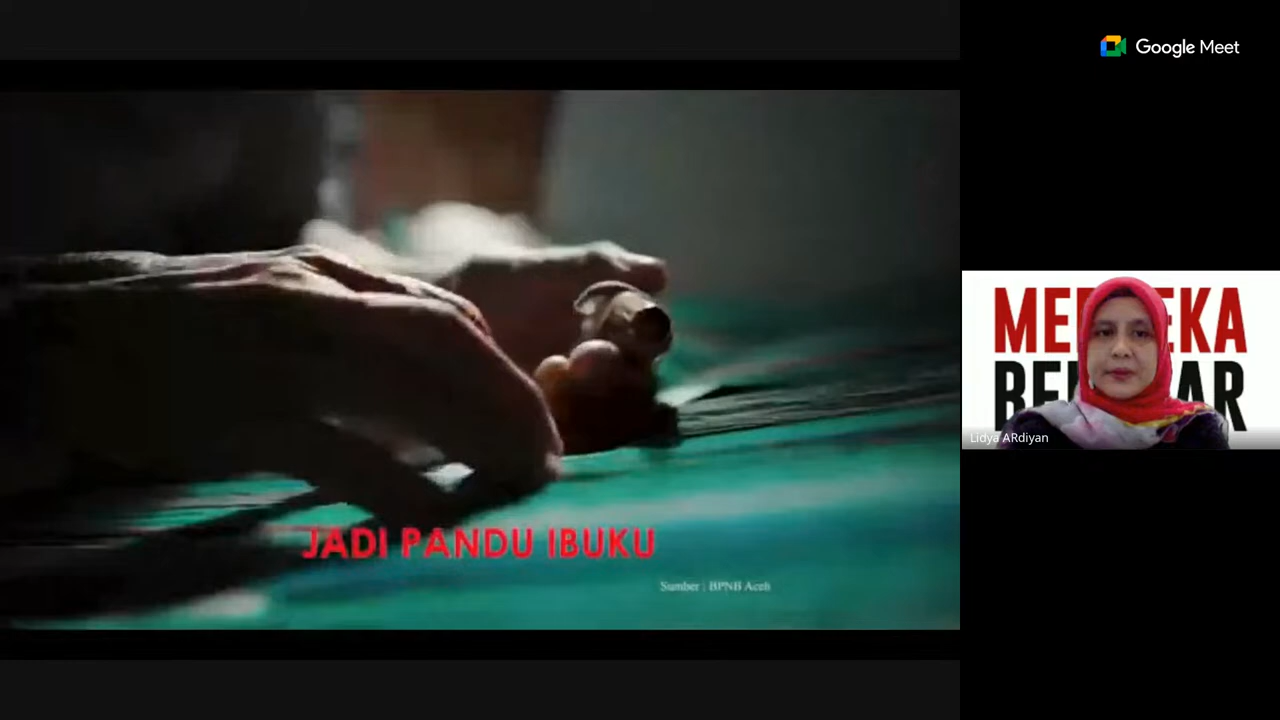 Google Meet
JADI PANDU IBUKU
Sumber : BPNB Aceh
Lidya ARdiyan